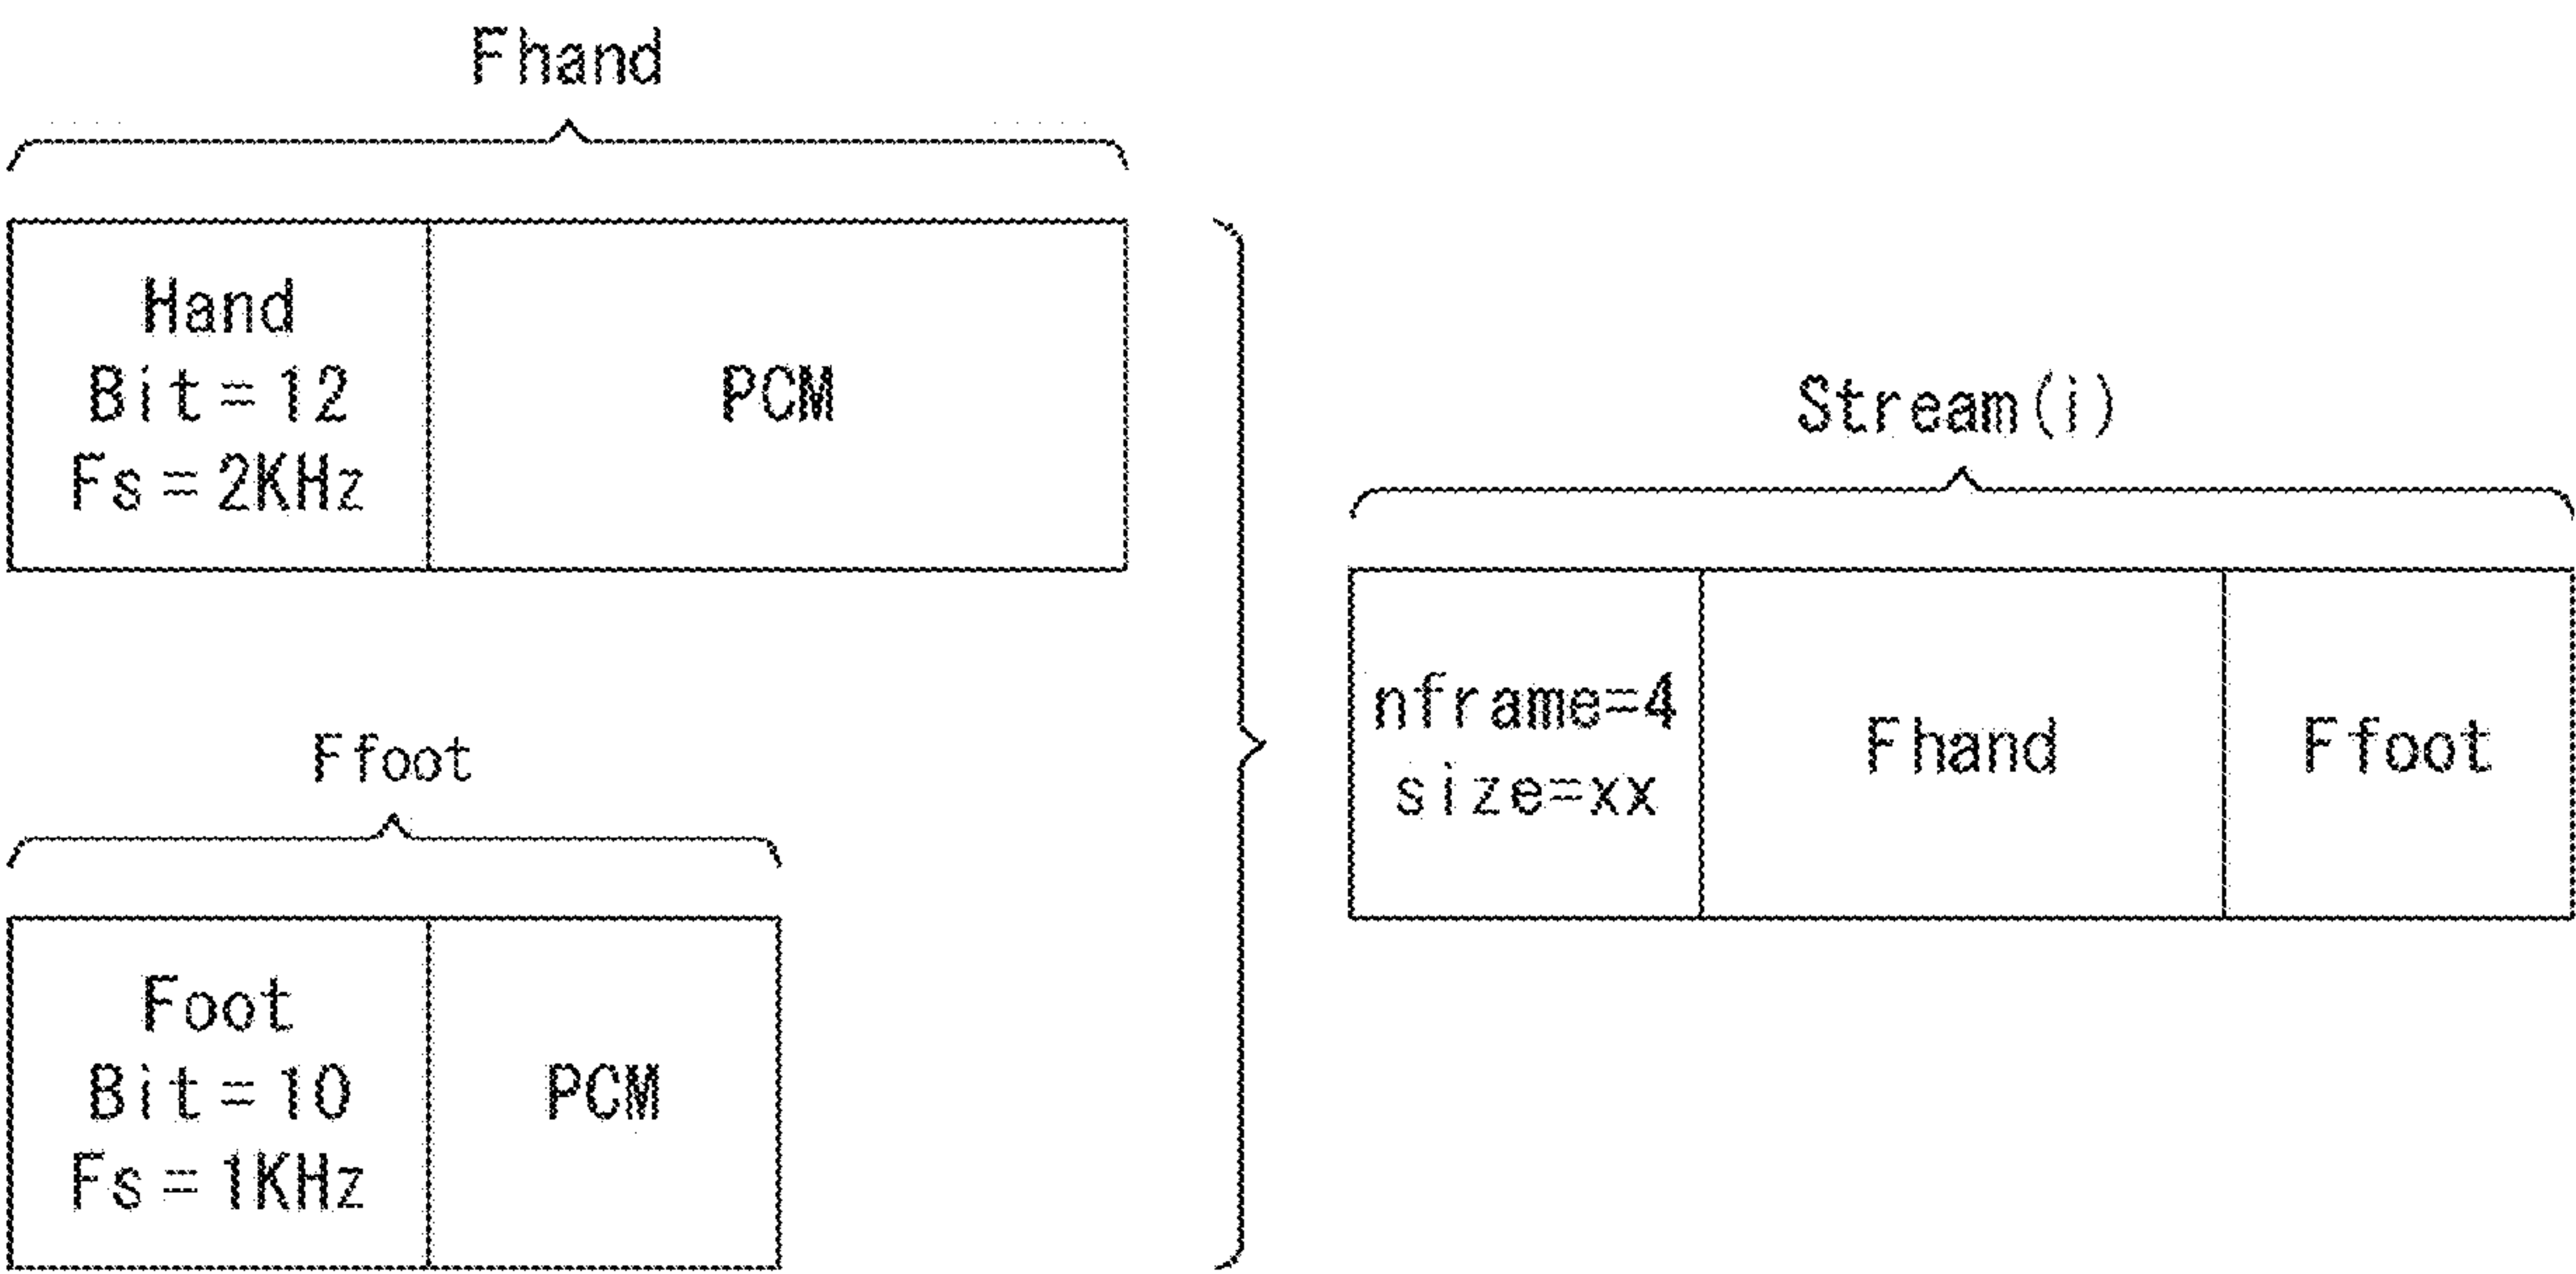 Fhand
Hand
Bit=12
Fs=2KHz
PCM
Ffoot
Foot
Bit=10
Fs=1KHz
PCM
Stream(i)
nframe=4
size=xx
Fhand
Ffoot